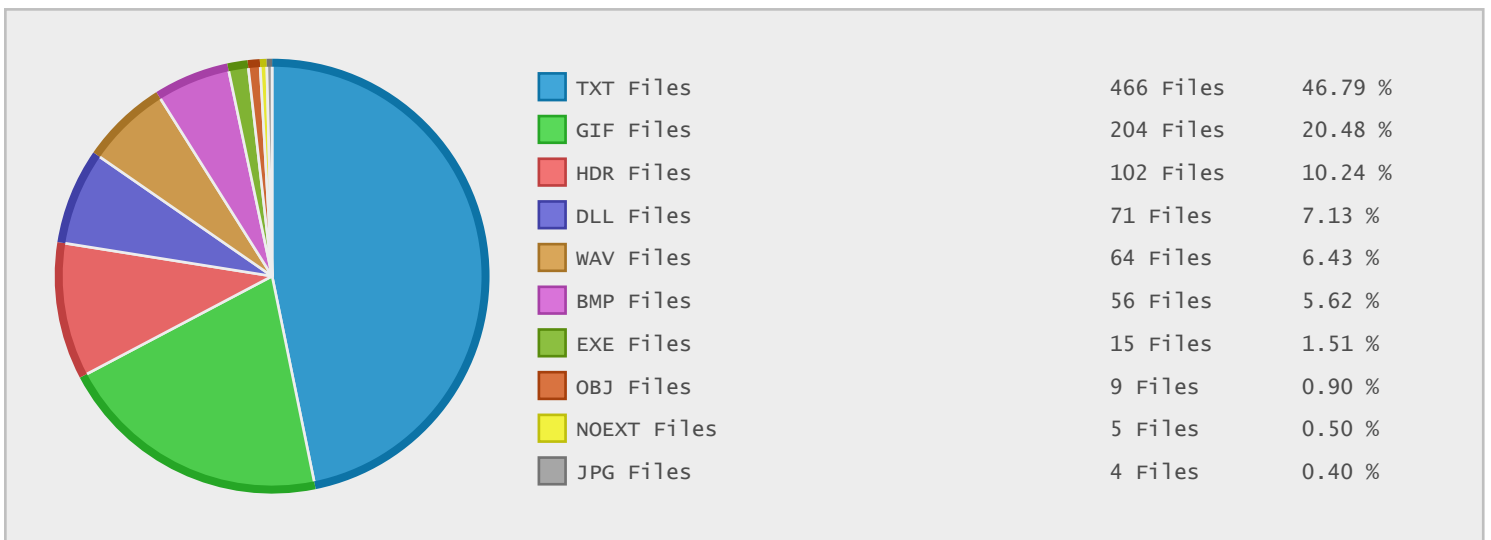 TXT Files 466 Files 46.79 %
GIF Files 204 Files 20.48 %
HDR Files 102 Files 10.24 %
DLL Files 71 Files 7.13 %
WAV Files 64 Files 6.43 %
BMP Files 56 Files 5.62 %
EXE Files 15 Files 1.51 %
OBJ Files 9 Files 0.90 %
NOEXT Files 5 Files 0.50 %
JPG Files 4 Files 0.40 %